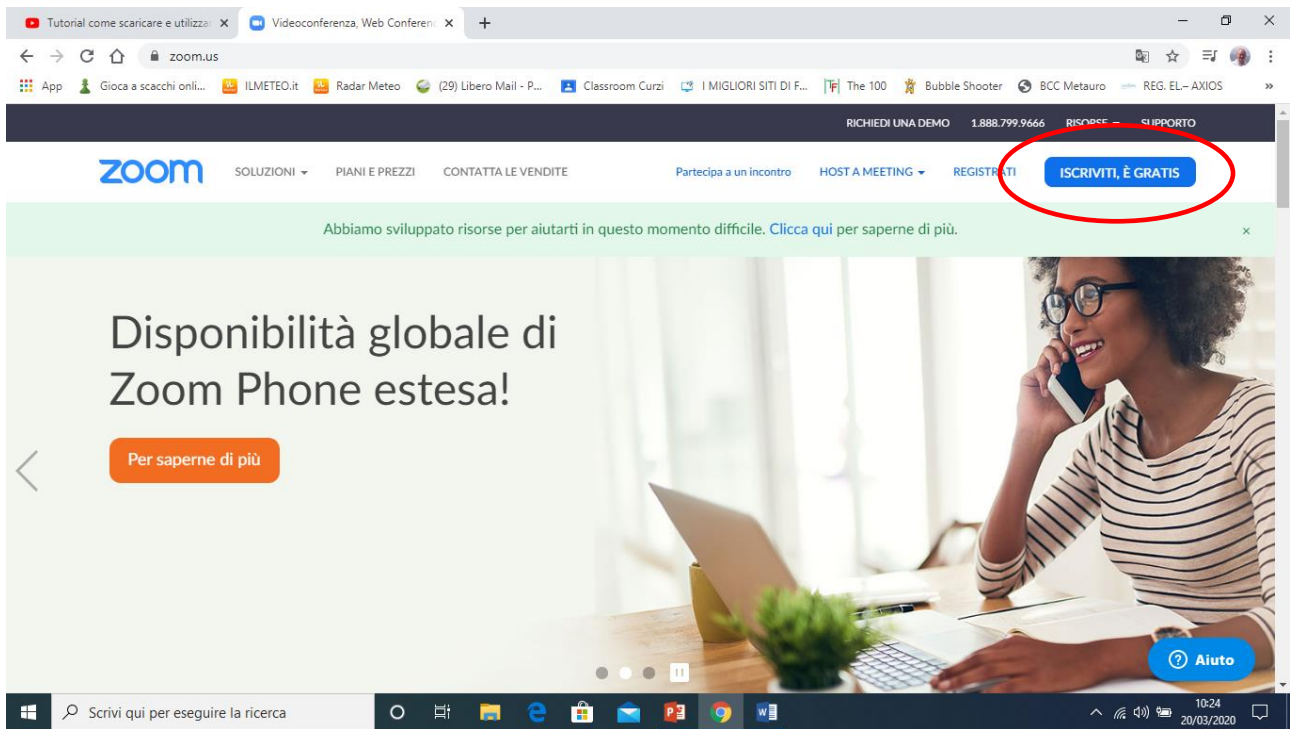 Tutorial come scaricare e utilizza
Videoconferenza, Web Conferenc
zoom.us
App
Gioca a scacchi onli...
ILMETEO.it
Radar Meteo
(29) Libero Mail - P...
Classroom Curzi
I MIGLIORI SITI DI F...
TF
The 100
Bubble Shooter
BCC Metauro
REG. EL.– AXIOS
»
RICHIEDI UNA DEMO 1.888.799.9666 RISORSE SUPPORTO
zoom SOLUZIONI PIANI E PREZZI CONTATTA LE VENDITE Partecipa a un incontro HOST A MEETING REGISTRATI ISCRIVITI, È GRATIS
Abbiamo sviluppato risorse per aiutarti in questo momento difficile. Clicca qui per saperne di più.
Disponibilità globale di
Zoom Phone estesa!
Per saperne di più
Aiuto
Scrivi qui per eseguire la ricerca
10:24
20/03/2020